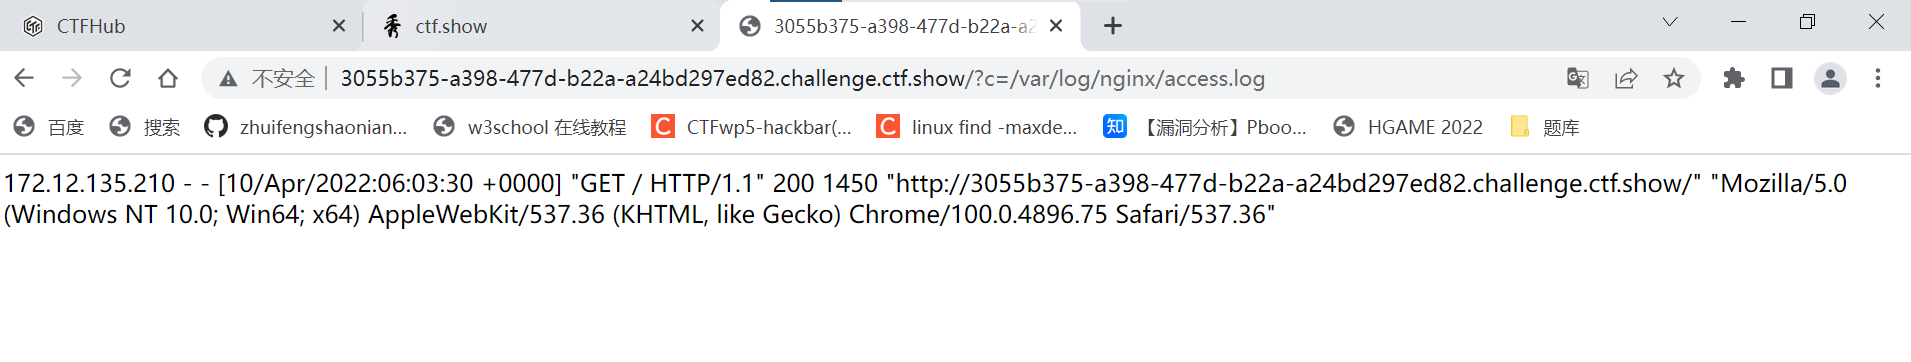 CTFHub
ctf.show
3055b375-a398-477d-b22a-a2
不安全 3055b375-a398-477d-b22a-a24bd297ed82.challenge.ctf.show/?c=/var/log/nginx/access.log
百度 搜索 zhuifengshaonian... w3school 在线教程 CTFwp5-hackbar(... linux find -maxde... 【漏洞分析】Pboo... HGAME 2022 题库
172.12.135.210 - - [10/Apr/2022:06:03:30 +0000] "GET / HTTP/1.1" 200 1450 "http://3055b375-a398-477d-b22a-a24bd297ed82.challenge.ctf.show/" "Mozilla/5.0
(Windows NT 10.0; Win64; x64) AppleWebKit/537.36 (KHTML, like Gecko) Chrome/100.0.4896.75 Safari/537.36"